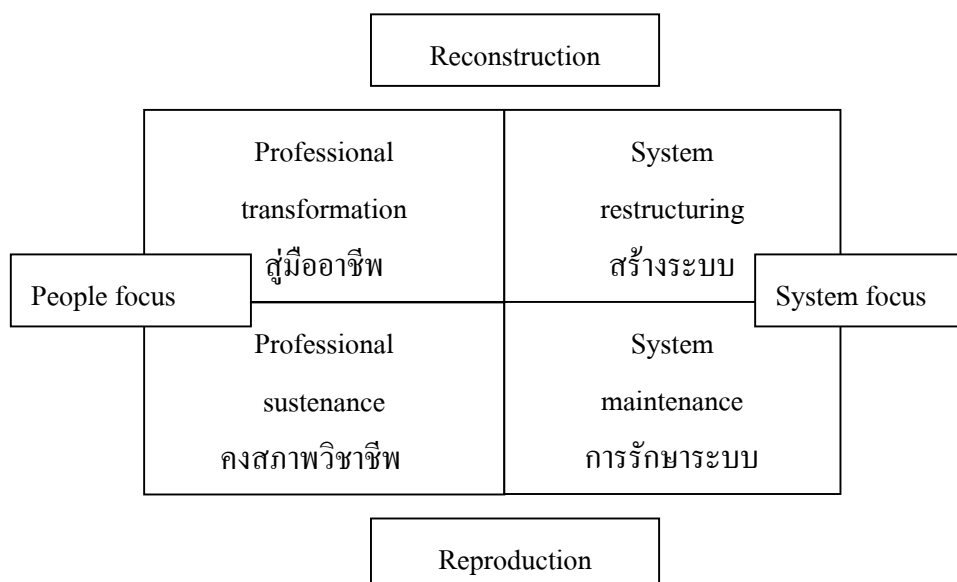 Reconstruction
Professional
transformation
สู่มืออาชีพ
System
restructuring
สร้างระบบ
People focus
System focus
Professional
sustenance
คงสภาพวิชาชีพ
System
maintenance
การรักษาระบบ
Reproduction